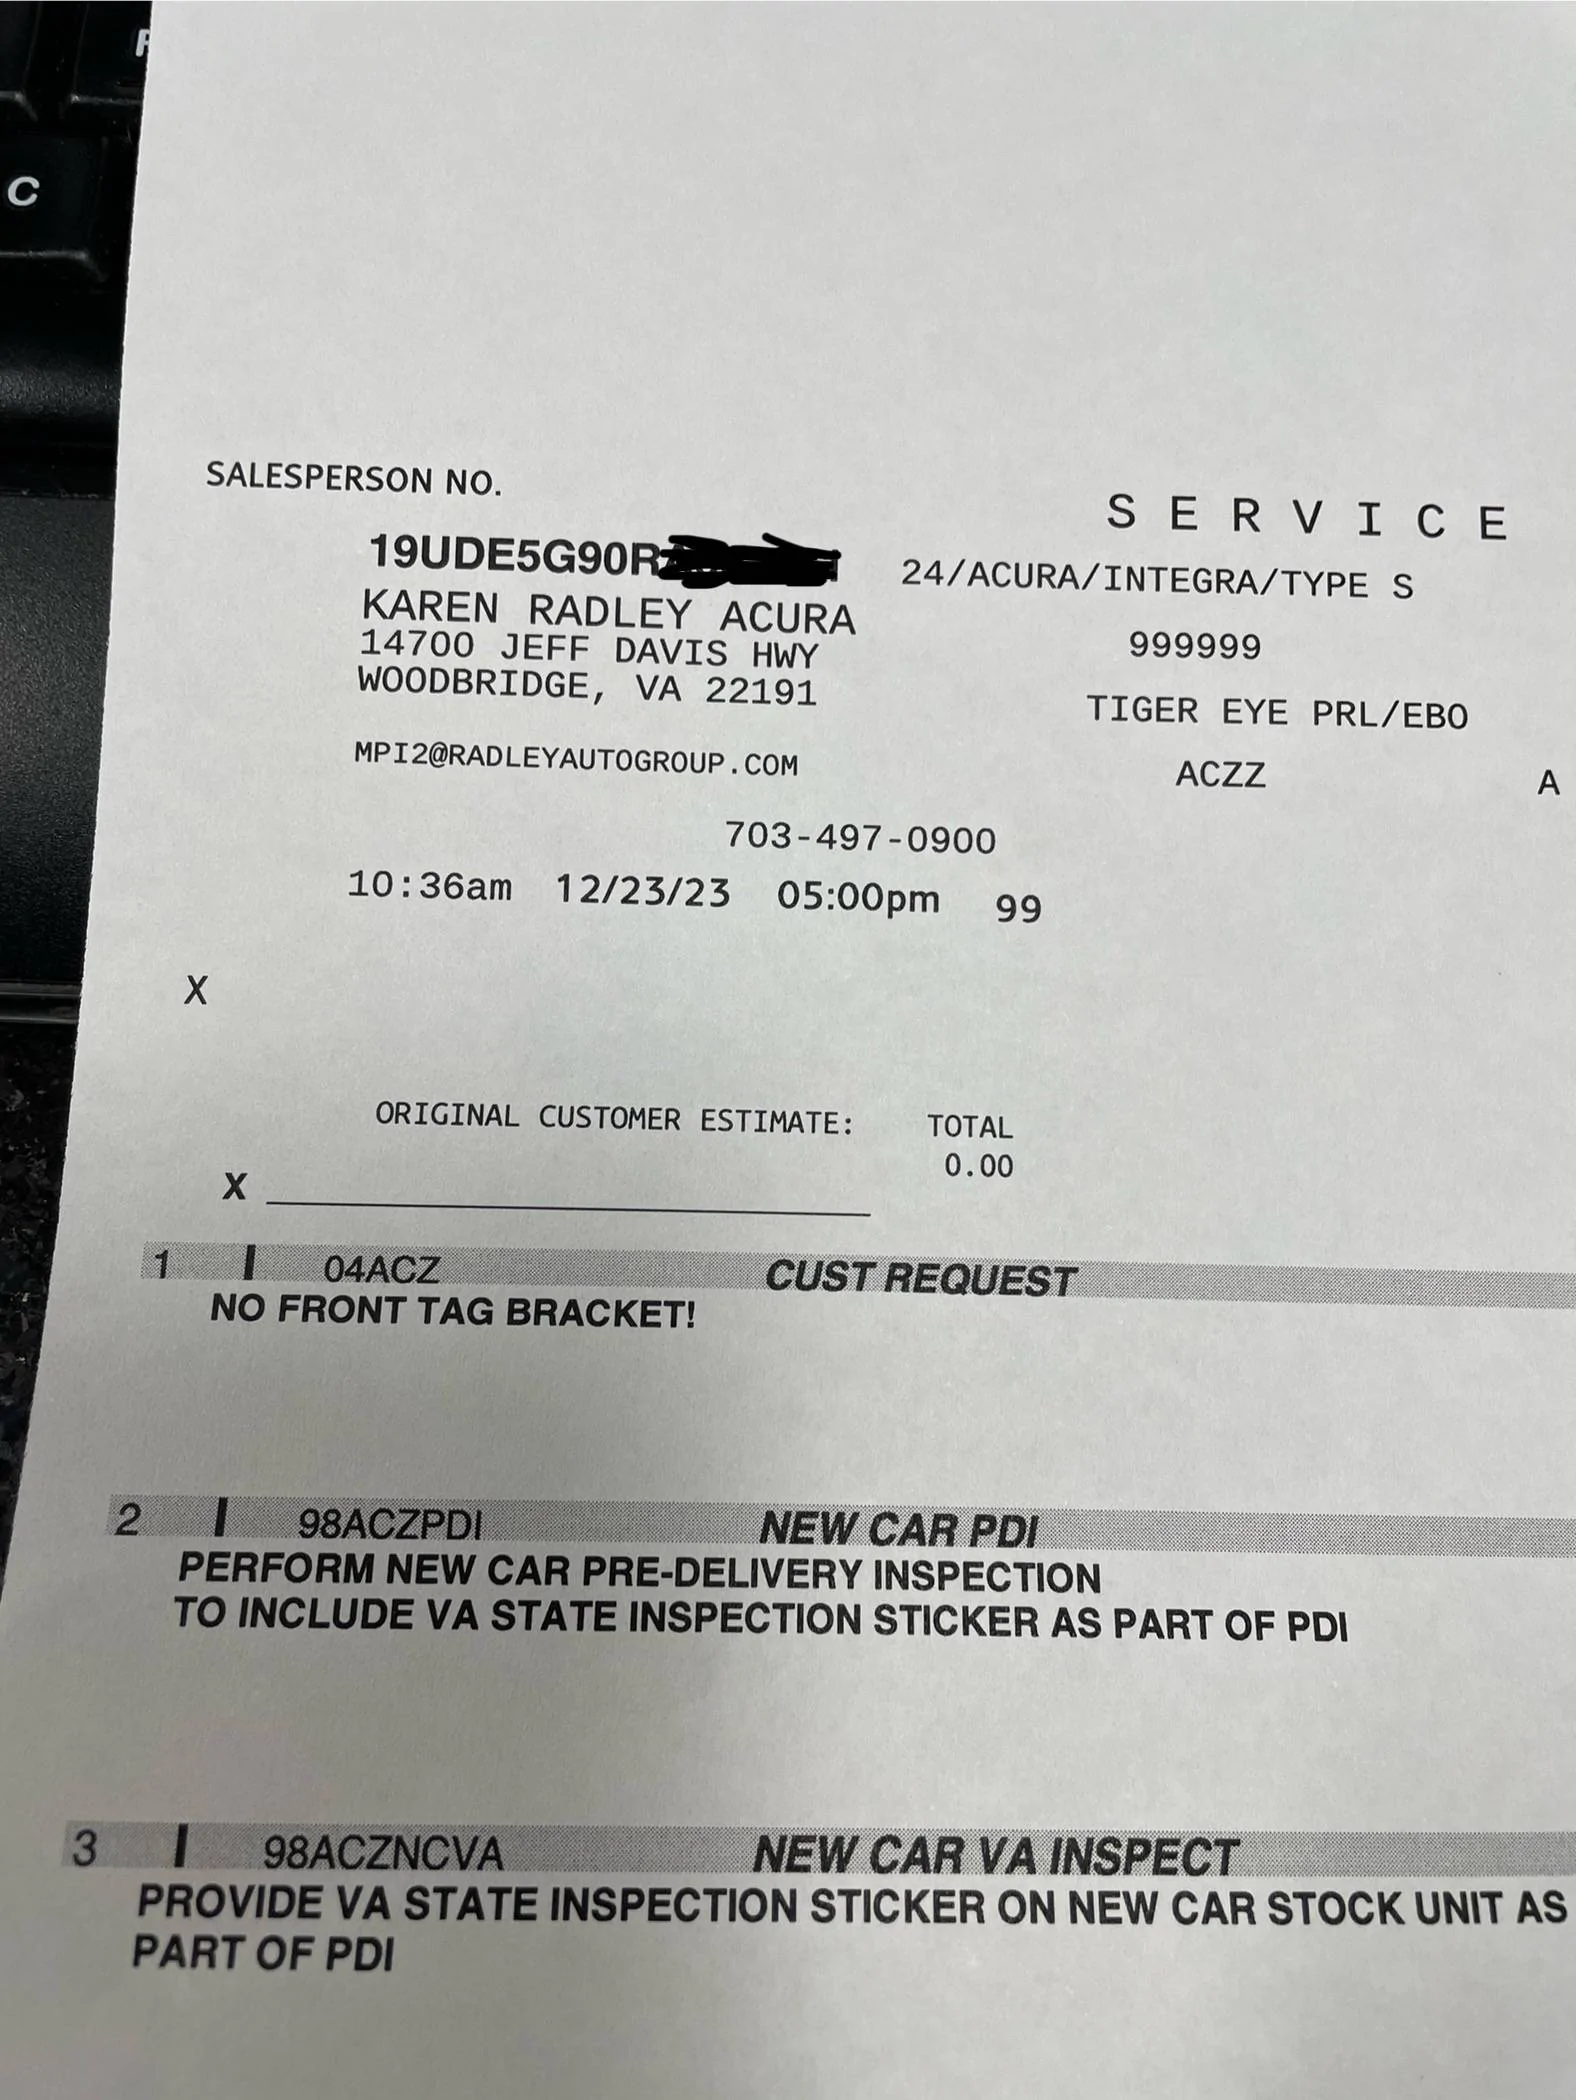 C
SALESPERSON NO.
S E R V I C E
19UDE5G90R
24/ACURA/INTEGRA/TYPE S
KAREN RADLEY ACURA
14700 JEFF DAVIS HWY
999999
WOODBRIDGE, VA 22191
TIGER EYE PRL/EBO
MPI2@RADLEYAUTOGROUP.COM
ACZZ A
703-497-0900
10:36am 12/23/23 05:00pm 99
X
ORIGINAL CUSTOMER ESTIMATE: TOTAL
0.00
X
1 I 04ACZ CUST REQUEST
NO FRONT TAG BRACKET!
2 I 98ACZPDI NEW CAR PDI
PERFORM NEW CAR PRE-DELIVERY INSPECTION
TO INCLUDE VA STATE INSPECTION STICKER AS PART OF PDI
3 I 98ACZNCVA NEW CAR VA INSPECT
PROVIDE VA STATE INSPECTION STICKER ON NEW CAR STOCK UNIT AS
PART OF PDI